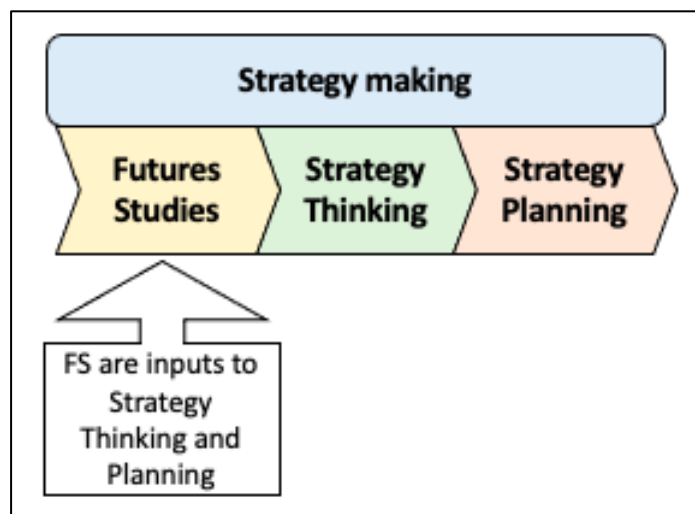 Strategy making
Futures
Studies
Strategy
Thinking
Strategy
Planning
FS are inputs to
Strategy
Thinking and
Planning